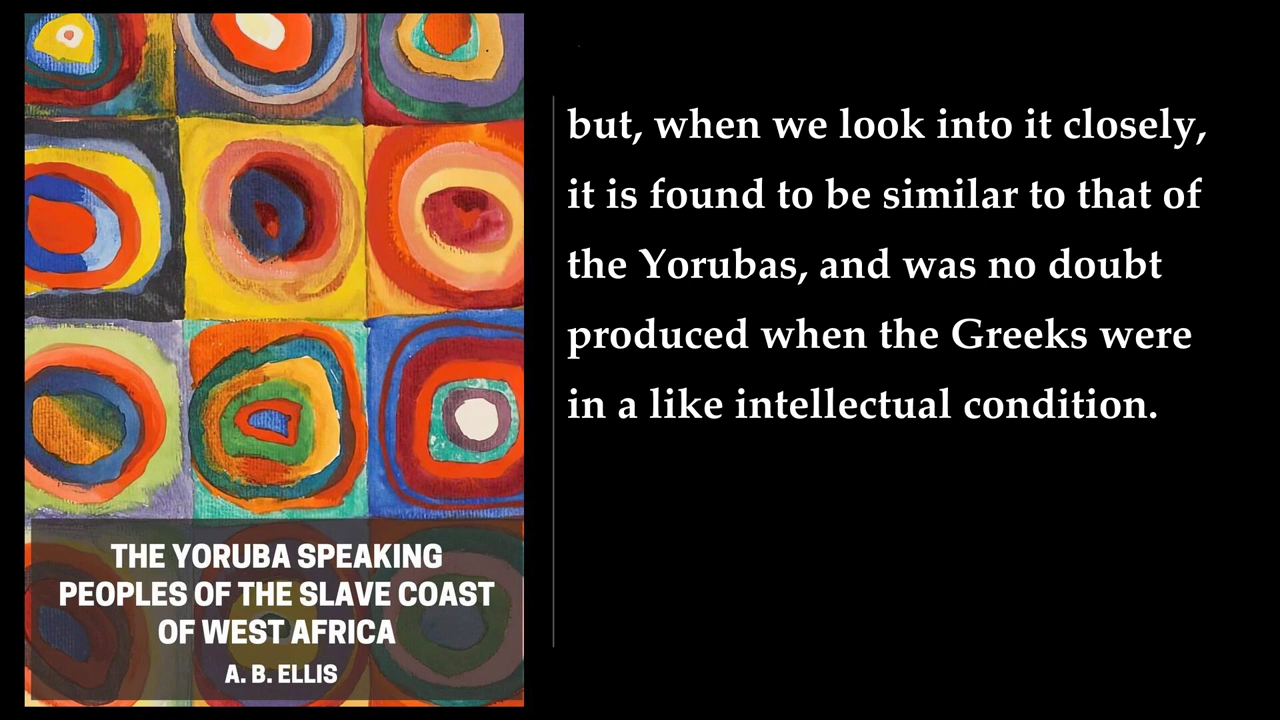 but, when we look into it closely,
it is found to be similar to that of
the Yorubas, and was no doubt
produced when the Greeks were
in a like intellectual condition.
THE YORUBA SPEAKING
PEOPLES OF THE SLAVE COAST
OF WEST AFRICA
A. B. ELLIS